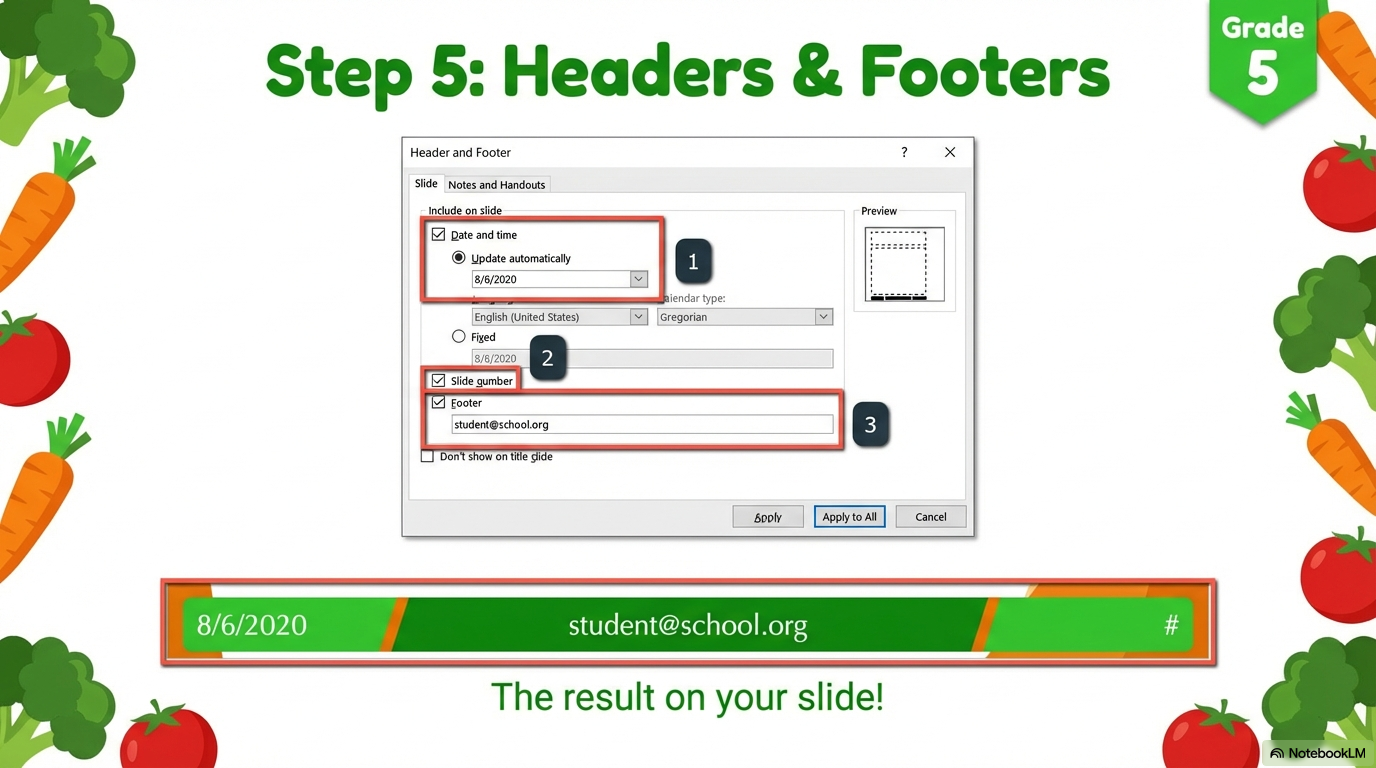 Grade
5
Step 5: Headers & Footers
Header and Footer
?
Slide
Notes and Handouts
Include on slide
Preview
Date and time
Update automatically
1
8/6/2020
alendar type:
English (United States)
Gregorian
Fixed
8/6/2020
2
Slide number
Footer
student@school.org
3
Don't show on title slide
Apply
Apply to All
Cancel
8/6/2020
student@school.org
#
The result on your slide!
NotebookLM